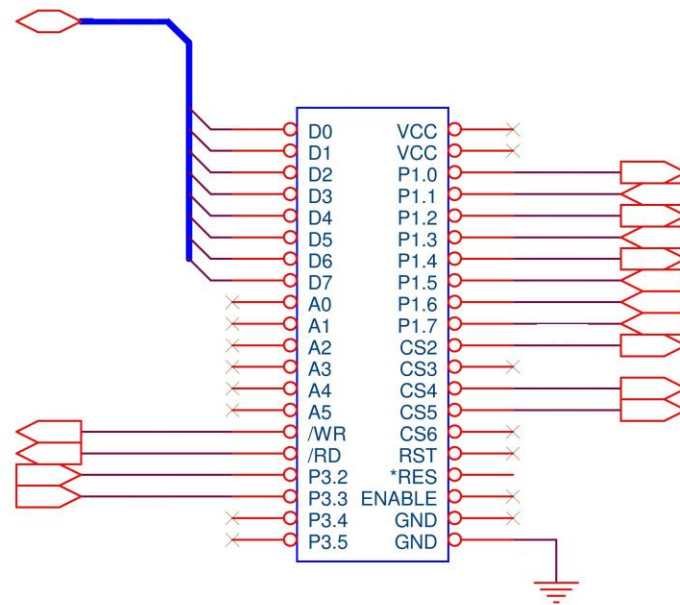 D0 VCC
D1 VCC
D2 P1.0
D3 P1.1
D4 P1.2
D5 P1.3
D6 P1.4
D7 P1.5
A0 P1.6
A1 P1.7
A2 CS2
A3 CS3
A4 CS4
A5 CS5
/WR CS6
/RD RST
P3.2 *RES
P3.3 ENABLE
P3.4 GND
P3.5 GND